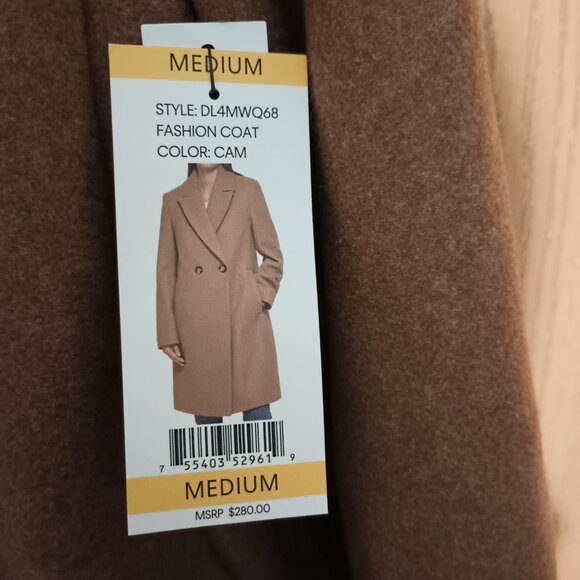 MEDIUM
STYLE: DL4MWQ68
FASHION COAT
COLOR: CAM
7 55403 52961 9
MEDIUM
MSRP $280.00